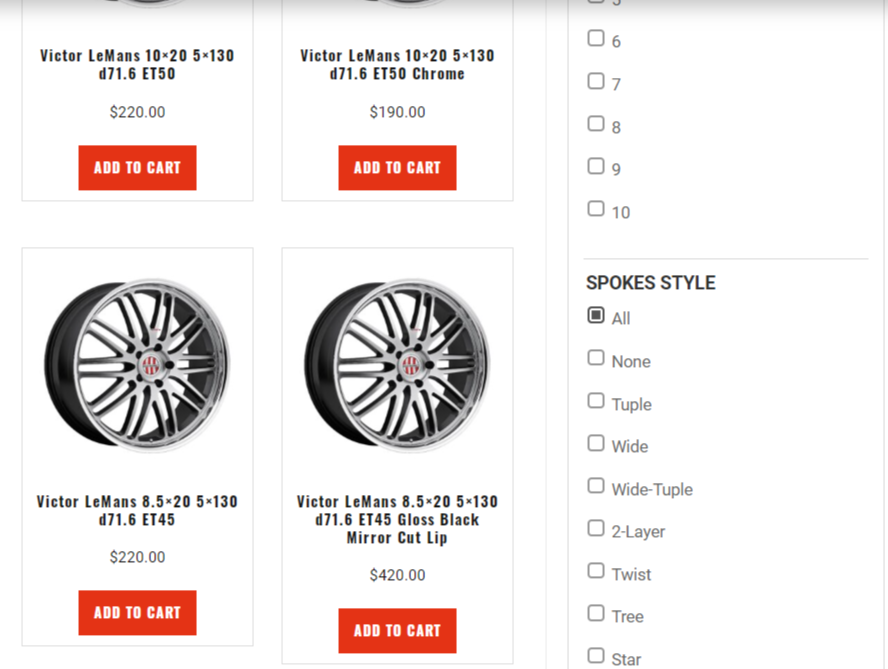 Victor LeMans 10×20 5×130
d71.6 ET50
$220.00
ADD TO CART
Victor LeMans 10×20 5×130
d71.6 ET50 Chrome
$190.00
ADD TO CART
Victor LeMans 8.5×20 5×130
d71.6 ET45
$220.00
ADD TO CART
Victor LeMans 8.5×20 5×130
d71.6 ET45 Gloss Black
Mirror Cut Lip
$420.00
ADD TO CART
6
7
8
9
10
SPOKES STYLE
All
None
Tuple
Wide
Wide-Tuple
2-Layer
Twist
Tree
Star